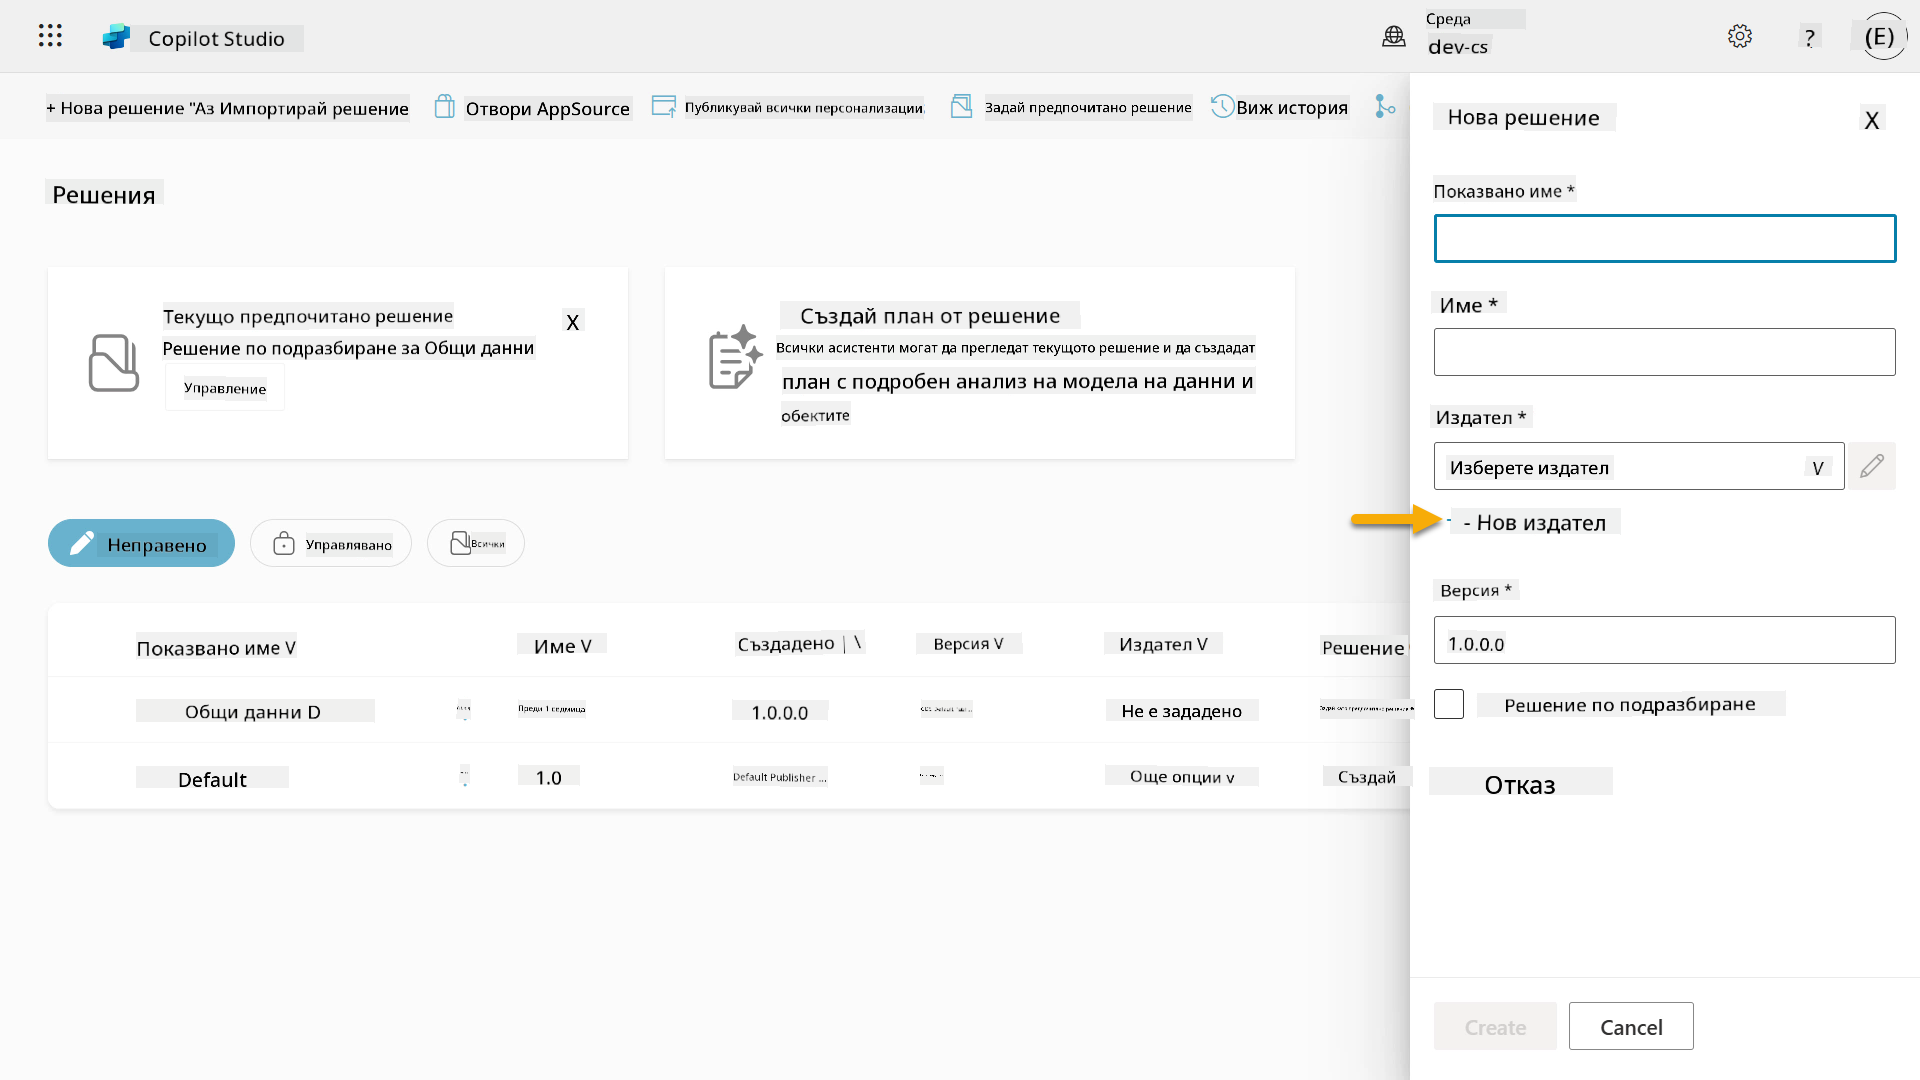 Copilot Studio
Среда
dev-cs
?
(E)
+ Нова решение "Аз Импортирай решение
Отвори AppSource
Публикувай всички персонализации
Задай предпочитано решение
Виж история
Решения
Текущо предпочитано решение
X
Решение по подразбиране за Общи данни
Управление
Създай план от решение
Всички асистенти могат да прегледат текущото решение и да създадат
план с подробен анализ на модела на данни и
обектите
Неправено
Управлявано
Всички
Показвано име V
Име V
Създадено | \
Версия V
Издател V
Решение
Общи данни D
Преди 1 седмица
1.0.0.0
Не е зададено
Default
1.0
Default Publisher ...
Още опции v
Създай
Нова решение
X
Показвано име *
Име *
Издател *
Изберете издател
V
- Нов издател
Версия *
1.0.0.0
Решение по подразбиране
Отказ
Create
Cancel